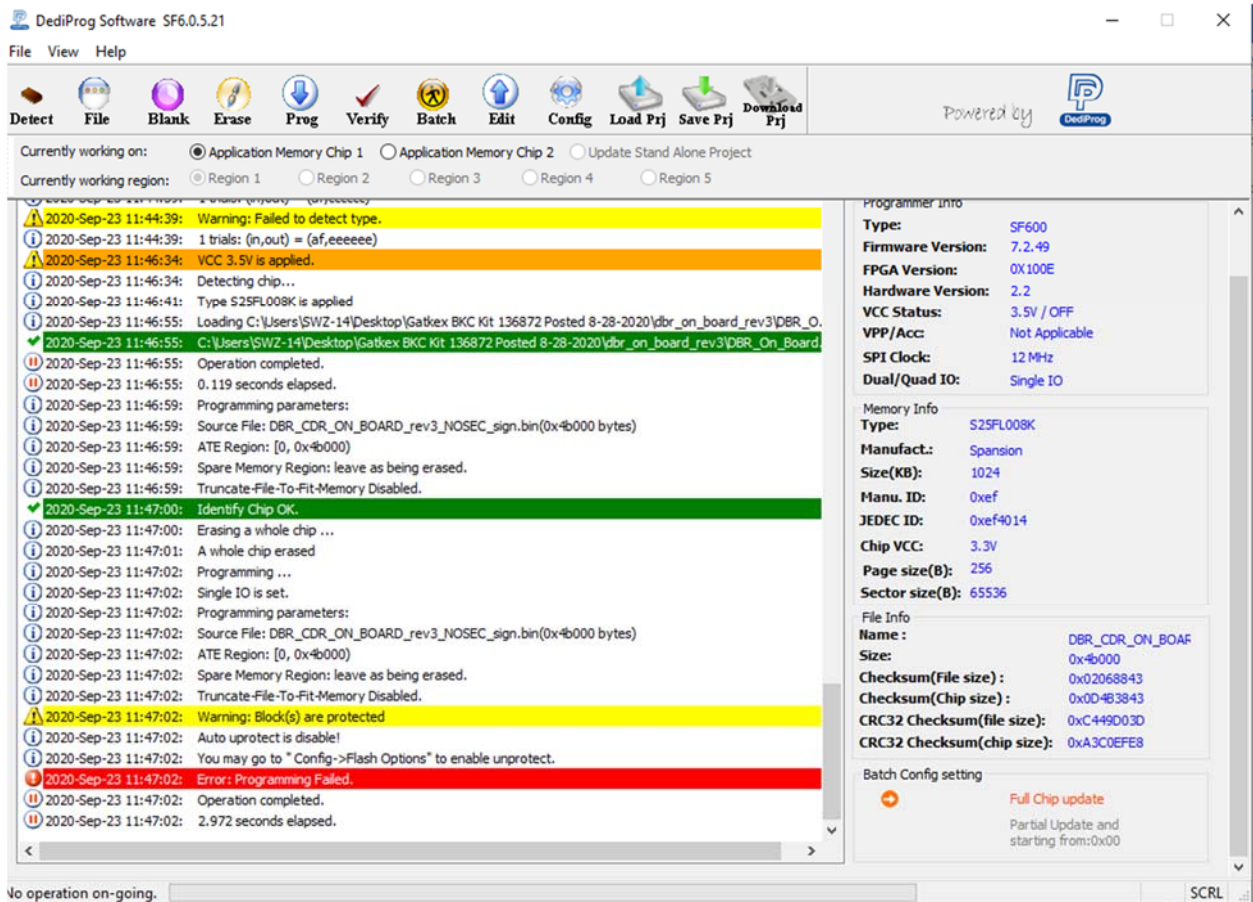 DediProg Software SF6.0.5.21
File View Help
Detect File Blank Erase Prog Verify Batch Edit Config Load Prj Save Prj Download Prj
Powered by DediProg
Currently working on: Application Memory Chip 1 Application Memory Chip 2 Update Stand Alone Project
Currently working region: Region 1 Region 2 Region 3 Region 4 Region 5
2020-Sep-23 11:44:39: Warning: Failed to detect type.
2020-Sep-23 11:44:39: 1 trials: (in,out) = (af,eeeeee)
2020-Sep-23 11:46:34: VCC 3.5V is applied.
2020-Sep-23 11:46:34: Detecting chip...
2020-Sep-23 11:46:41: Type S25FL008K is applied
2020-Sep-23 11:46:55: Loading C:\Users\SWZ-14\Desktop\Gatkex BKC Kit 136872 Posted 8-28-2020\dbr_on_board_rev3\DBR_O.
2020-Sep-23 11:46:55: C:\Users\SWZ-14\Desktop\Gatkex BKC Kit 136872 Posted 8-28-2020\dbr_on_board_rev3\DBR_On_Board.
2020-Sep-23 11:46:55: Operation completed.
2020-Sep-23 11:46:55: 0.119 seconds elapsed.
2020-Sep-23 11:46:59: Programming parameters:
2020-Sep-23 11:46:59: Source File: DBR_CDR_ON_BOARD_rev3_NOSEC_sign.bin(0x4b000 bytes)
2020-Sep-23 11:46:59: ATE Region: [0, 0x4b000)
2020-Sep-23 11:46:59: Spare Memory Region: leave as being erased.
2020-Sep-23 11:46:59: Truncate-File-To-Fit-Memory Disabled.
2020-Sep-23 11:47:00: Identify Chip OK.
2020-Sep-23 11:47:00: Erasing a whole chip ...
2020-Sep-23 11:47:01: A whole chip erased
2020-Sep-23 11:47:02: Programming ...
2020-Sep-23 11:47:02: Single IO is set.
2020-Sep-23 11:47:02: Programming parameters:
2020-Sep-23 11:47:02: Source File: DBR_CDR_ON_BOARD_rev3_NOSEC_sign.bin(0x4b000 bytes)
2020-Sep-23 11:47:02: ATE Region: [0, 0x4b000)
2020-Sep-23 11:47:02: Spare Memory Region: leave as being erased.
2020-Sep-23 11:47:02: Truncate-File-To-Fit-Memory Disabled.
2020-Sep-23 11:47:02: Warning: Block(s) are protected
2020-Sep-23 11:47:02: Auto uprotect is disable!
2020-Sep-23 11:47:02: You may go to " Config->Flash Options" to enable unprotect.
2020-Sep-23 11:47:02: Error: Programming Failed.
2020-Sep-23 11:47:02: Operation completed.
2020-Sep-23 11:47:02: 2.972 seconds elapsed.
Programmer Info
Type: SF600
Firmware Version: 7.2.49
FPGA Version: 0X100E
Hardware Version: 2.2
VCC Status: 3.5V / OFF
VPP/Acc: Not Applicable
SPI Clock: 12 MHz
Dual/Quad IO: Single IO
Memory Info
Type: S25FL008K
Manufact.: Spansion
Size(KB): 1024
Manu. ID: 0xef
JEDEC ID: 0xef4014
Chip VCC: 3.3V
Page size(B): 256
Sector size(B): 65536
File Info
Name : DBR_CDR_ON_BOAR
Size: 0x4b000
Checksum(File size) : 0x02068843
Checksum(Chip size) : 0x0D4B3843
CRC32 Checksum(file size): 0xC449D03D
CRC32 Checksum(chip size): 0xA3C0EFE8
Batch Config setting
Full Chip update
Partial Update and
starting from:0x00
No operation on-going. SCRL